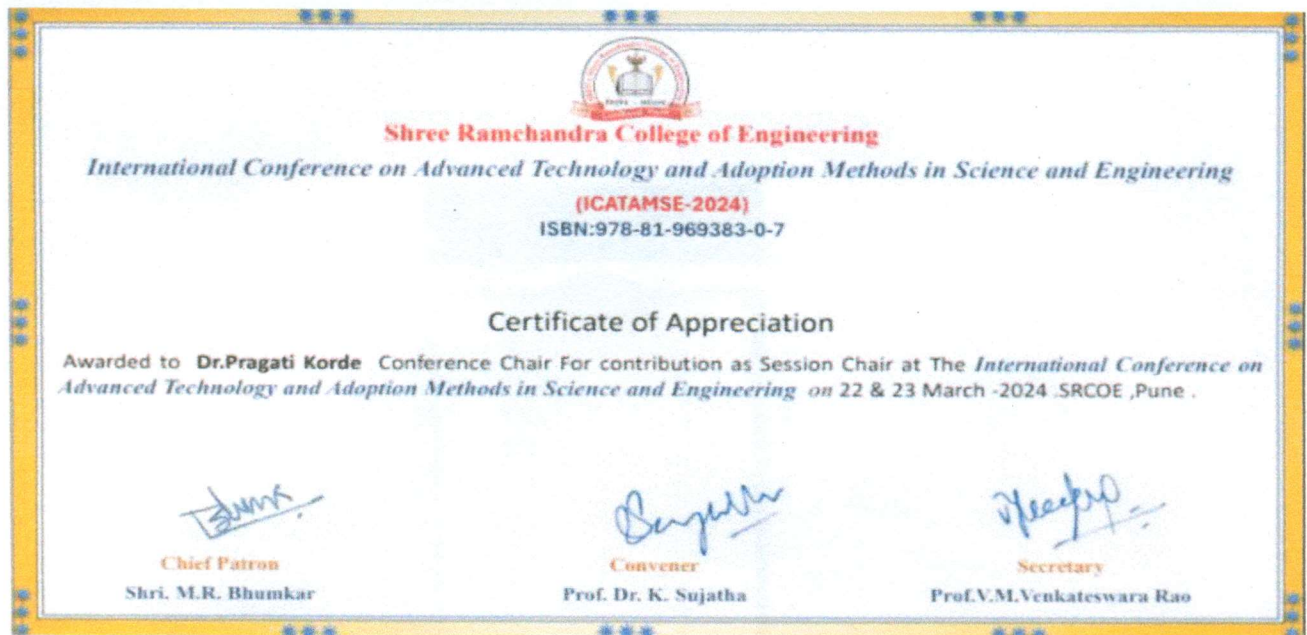 Shree Ramchandra College of Engineering
International Conference on Advanced Technology and Adoption Methods in Science and Engineering
(ICATAMSE-2024)
ISBN:978-81-969383-0-7
Certificate of Appreciation
Awarded to Dr.Pragati Korde Conference Chair For contribution as Session Chair at The International Conference on
Advanced Technology and Adoption Methods in Science and Engineering on 22 & 23 March -2024 .SRCOE ,Pune .
Chief Patron
Convener
Secretary
Shri. M.R. Bhumkar
Prof. Dr. K. Sujatha
Prof.V.M.Venkateswara Rao